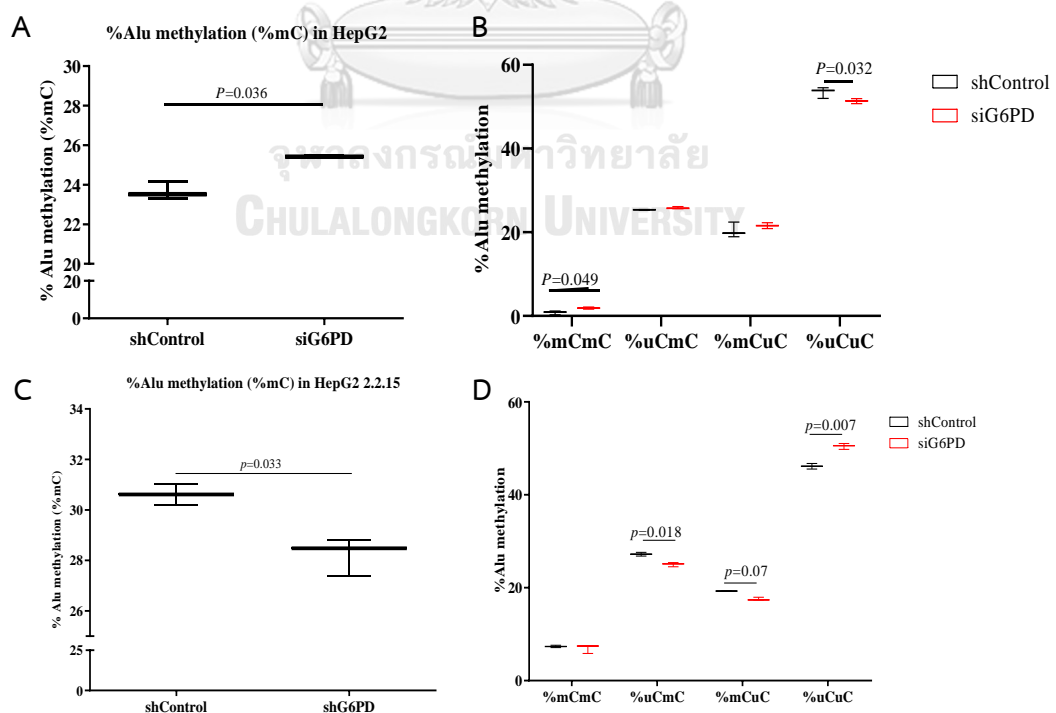 A
%Alu methylation (%mC) in HepG2
% Alu methylation (%mC)
30
28
26
24
22
20
20
0
P=0.036
shControl
siG6PD
B
%Alu methylation
60
40
20
0
P=0.049
P=0.032
%mCmC
%uCmC
%mCuC
%uCuC
shControl
siG6PD
จุฬาลงกรณ์มหาวิทยาลัย
CHULALONGKORN UNIVERSITY
C
%Alu methylation (%mC) in HepG2 2.2.15
% Alu methylation (%mC)
34
32
30
28
26
25
0
p=0.033
shControl
shG6PD
D
%Alu methylation
60
40
20
0
p=0.018
p=0.07
p=0.007
%mCmC
%uCmC
%mCuC
%uCuC
shControl
siG6PD